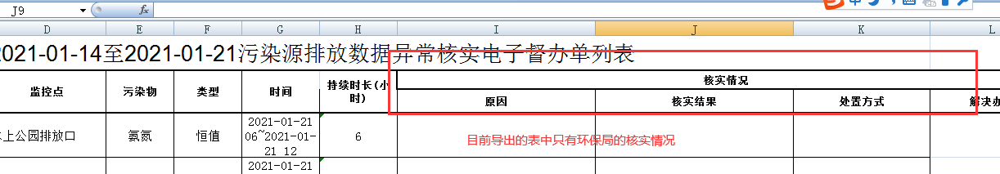 J9
fx
中
D E F G H I J K L
2021-01-14至2021-01-21污染源排放数据异常核实电子督办单列表
监控点 污染物 类型 时间 持续时长(小时) 核实情况
原因 核实结果 处置方式 解决办
上公园排放口 氨氮 恒值 2021-01-21 06~2021-01-21 12 6
目前导出的表中只有环保局的核实情况
2021-01-21